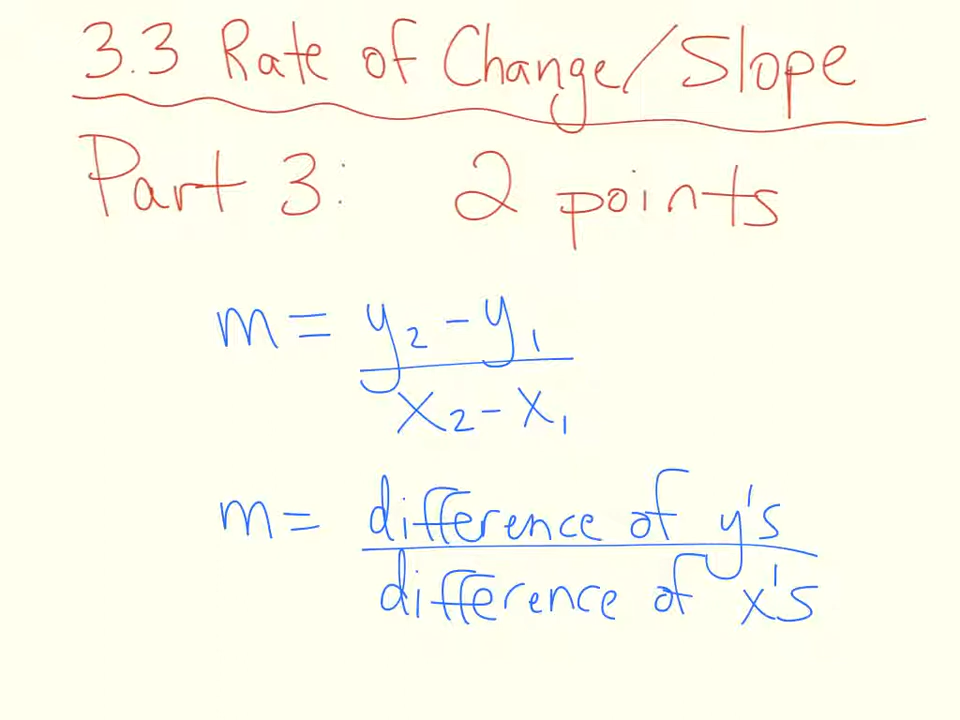 3.3 Rate of Change/Slope
Part 3: 2 points
m = y₂ - y₁
x₂ - x₁
m = difference of y's
difference of x's